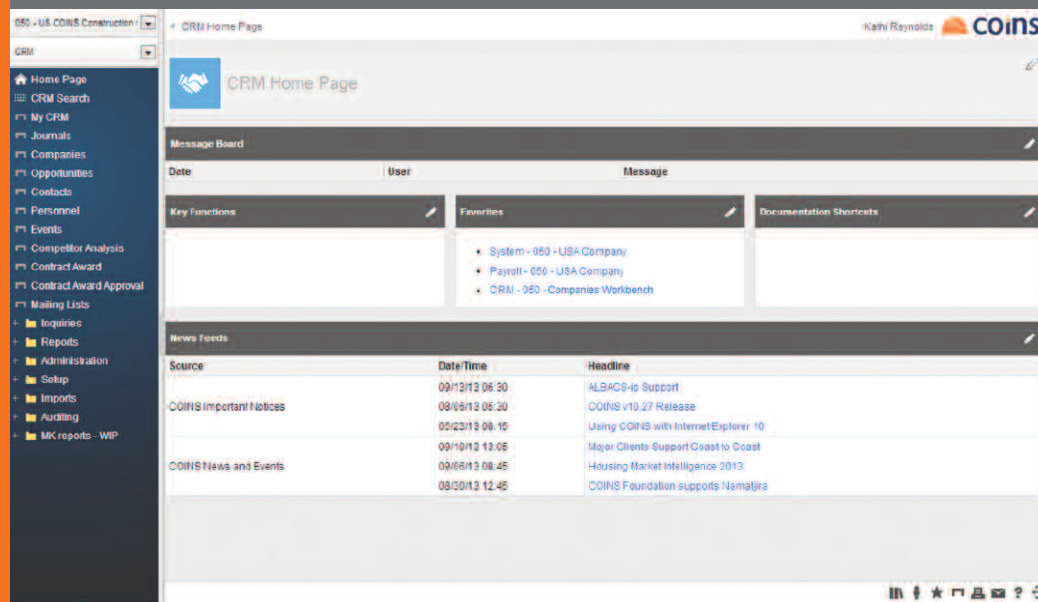 050 - US COINS Construction
CRM Home Page
Kathi Reynolds
COINS
CRM
CRM Home Page
Home Page
CRM Search
My CRM
Journals
Companies
Opportunities
Contacts
Personnel
Events
Competitor Analysis
Contract Award
Contract Award Approval
Mailing Lists
Inquiries
Reports
Administration
Setup
Imports
Auditing
MK reports - WIP
Message Board
Date User Message
Key Functions
Favorites
System - 050 - USA Company
Payroll - 050 - USA Company
CRM - 050 - Companies Workbench
Documentation Shortcuts
News Feeds
Source Date/Time Headline
COINS Important Notices
09/13/13 06:30 ALBACS-ip Support
08/06/13 05:30 COINS v10.27 Release
05/23/13 08:15 Using COINS with Internet Explorer 10
COINS News and Events
09/10/13 13:05 Major Clients Support Coast to Coast
09/06/13 08:45 Housing Market Intelligence 2013
08/30/13 12:45 COINS Foundation supports Namatjira